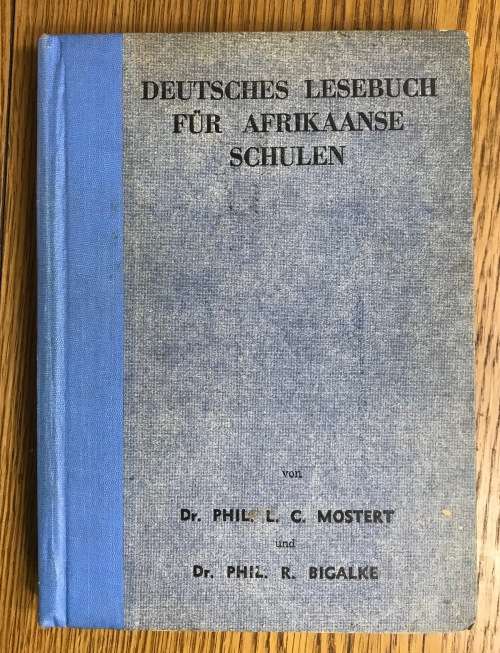 DEUTSCHES LESEBUCH
FÜR AFRIKAANSE
SCHULEN
von
Dr. PHIL. L. C. MOSTERT
und
Dr. PHIL. R. BIGALKE